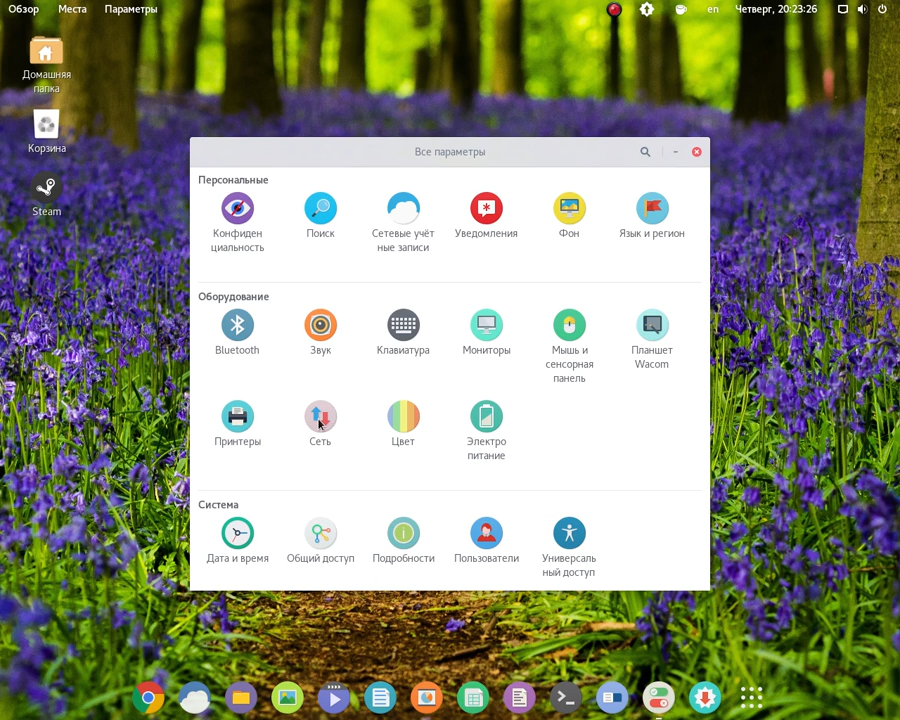 Обзор Места Параметры en Четверг, 20:23:26
Домашняя
папка
Корзина
Steam
Все параметры
Персональные
Конфиден
циальность
Поиск
Сетевые учёт
ные записи
Уведомления
Фон
Язык и регион
Оборудование
Bluetooth
Звук
Клавиатура
Мониторы
Мышь и
сенсорная
панель
Планшет
Wacom
Принтеры
Сеть
Цвет
Электро
питание
Система
Дата и время
Общий доступ
Подробности
Пользователи
Универсаль
ный доступ